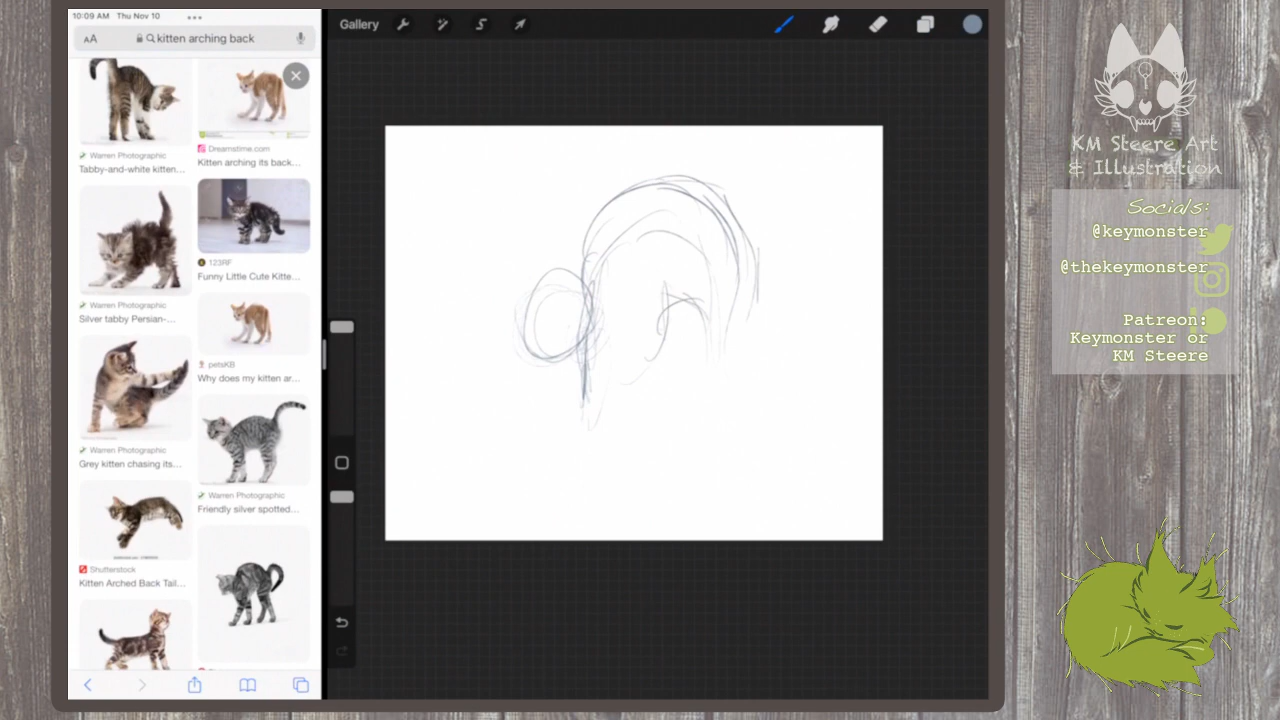 10:09 AM Thu Nov 10
AA
kitten arching back
Warren Photographic
Tabby-and-white kitten...
Dreamstime.com
Kitten arching its back...
Warren Photographic
Silver tabby Persian-...
123RF
Funny Little Cute Kitte...
petsKB
Why does my kitten ar...
Warren Photographic
Grey kitten chasing its...
Warren Photographic
Friendly silver spotted...
Shutterstock
Kitten Arched Back Tail...
Gallery
KM Steere Art
& Illustration
Socials:
@keymonster
@thekeymonster
Patreon:
Keymonster or
KM Steere